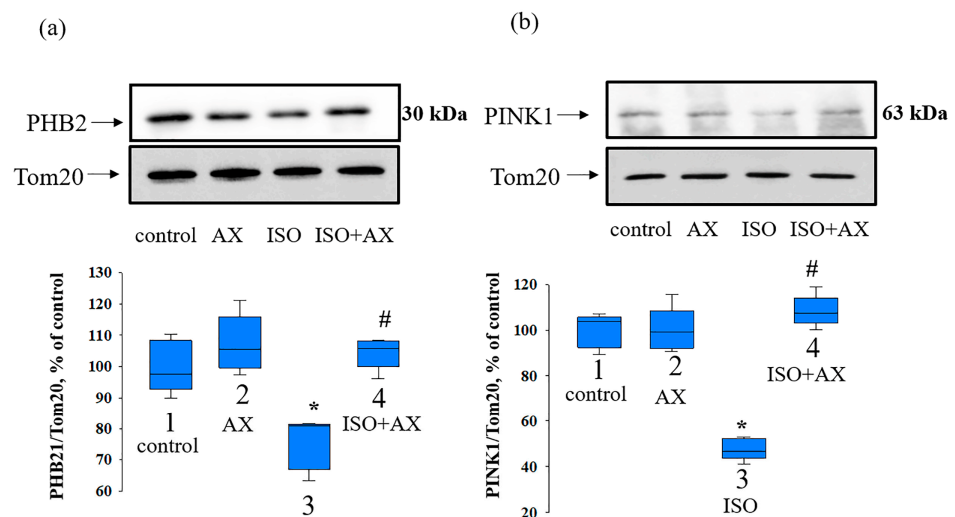 (a)
PHB2
30 kDa
Tom20
control AX ISO ISO+AX
PHB21/Tom20, % of control
130
120
110
100
90
80
70
60
1
control
2
AX
*
3
#
4
ISO+AX
(b)
PINK1
63 kDa
Tom20
control AX ISO ISO+AX
PINK1/Tom20, % of control
120
100
80
60
40
20
1
control
2
AX
*
3
ISO
#
4
ISO+AX